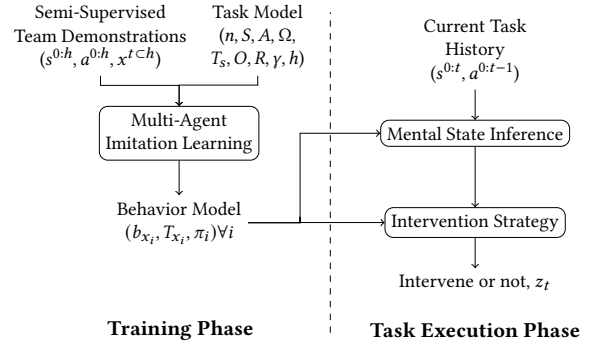 Semi-Supervised
Team Demonstrations
(s^{0:h}, a^{0:h}, x^{t⊂h})
Task Model
(n, S, A, Ω,
T_s, O, R, γ, h)
Multi-Agent
Imitation Learning
Behavior Model
(b_{x_i}, T_{x_i}, π_i)∀i
Training Phase
Current Task
History
(s^{0:t}, a^{0:t−1})
Mental State Inference
Intervention Strategy
Intervene or not, z_t
Task Execution Phase